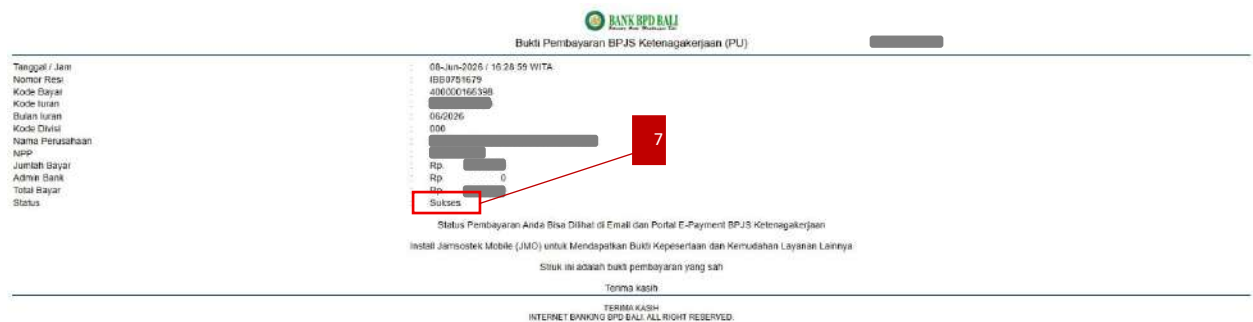 BANK BPD BALI
Bukti Pembayaran BPJS Ketenagakerjaan (PU)
Tanggal / Jam : 08-Jun-2026 / 16:28:59 WITA
Nomor Resi : IBB0751679
Kode Bayar : 400000166398
Kode Iuran :
Bulan Iuran : 06/2026
Kode Divisi : 000
Nama Perusahaan :
7
NPP :
Jumlah Bayar : Rp.
Admin Bank : Rp. 0
Total Bayar : Rp.
Status : Sukses
Status Pembayaran Anda Bisa Dilihat di Email dan Portal E-Payment BPJS Ketenagakerjaan
Install Jamsostek Mobile (JMO) untuk Mendapatkan Bukti Kepesertaan dan Kemudahan Layanan Lainnya
Struk ini adalah bukti pembayaran yang sah
Terima kasih
TERIMA KASIH
INTERNET BANKING BPD BALI. ALL RIGHT RESERVED.